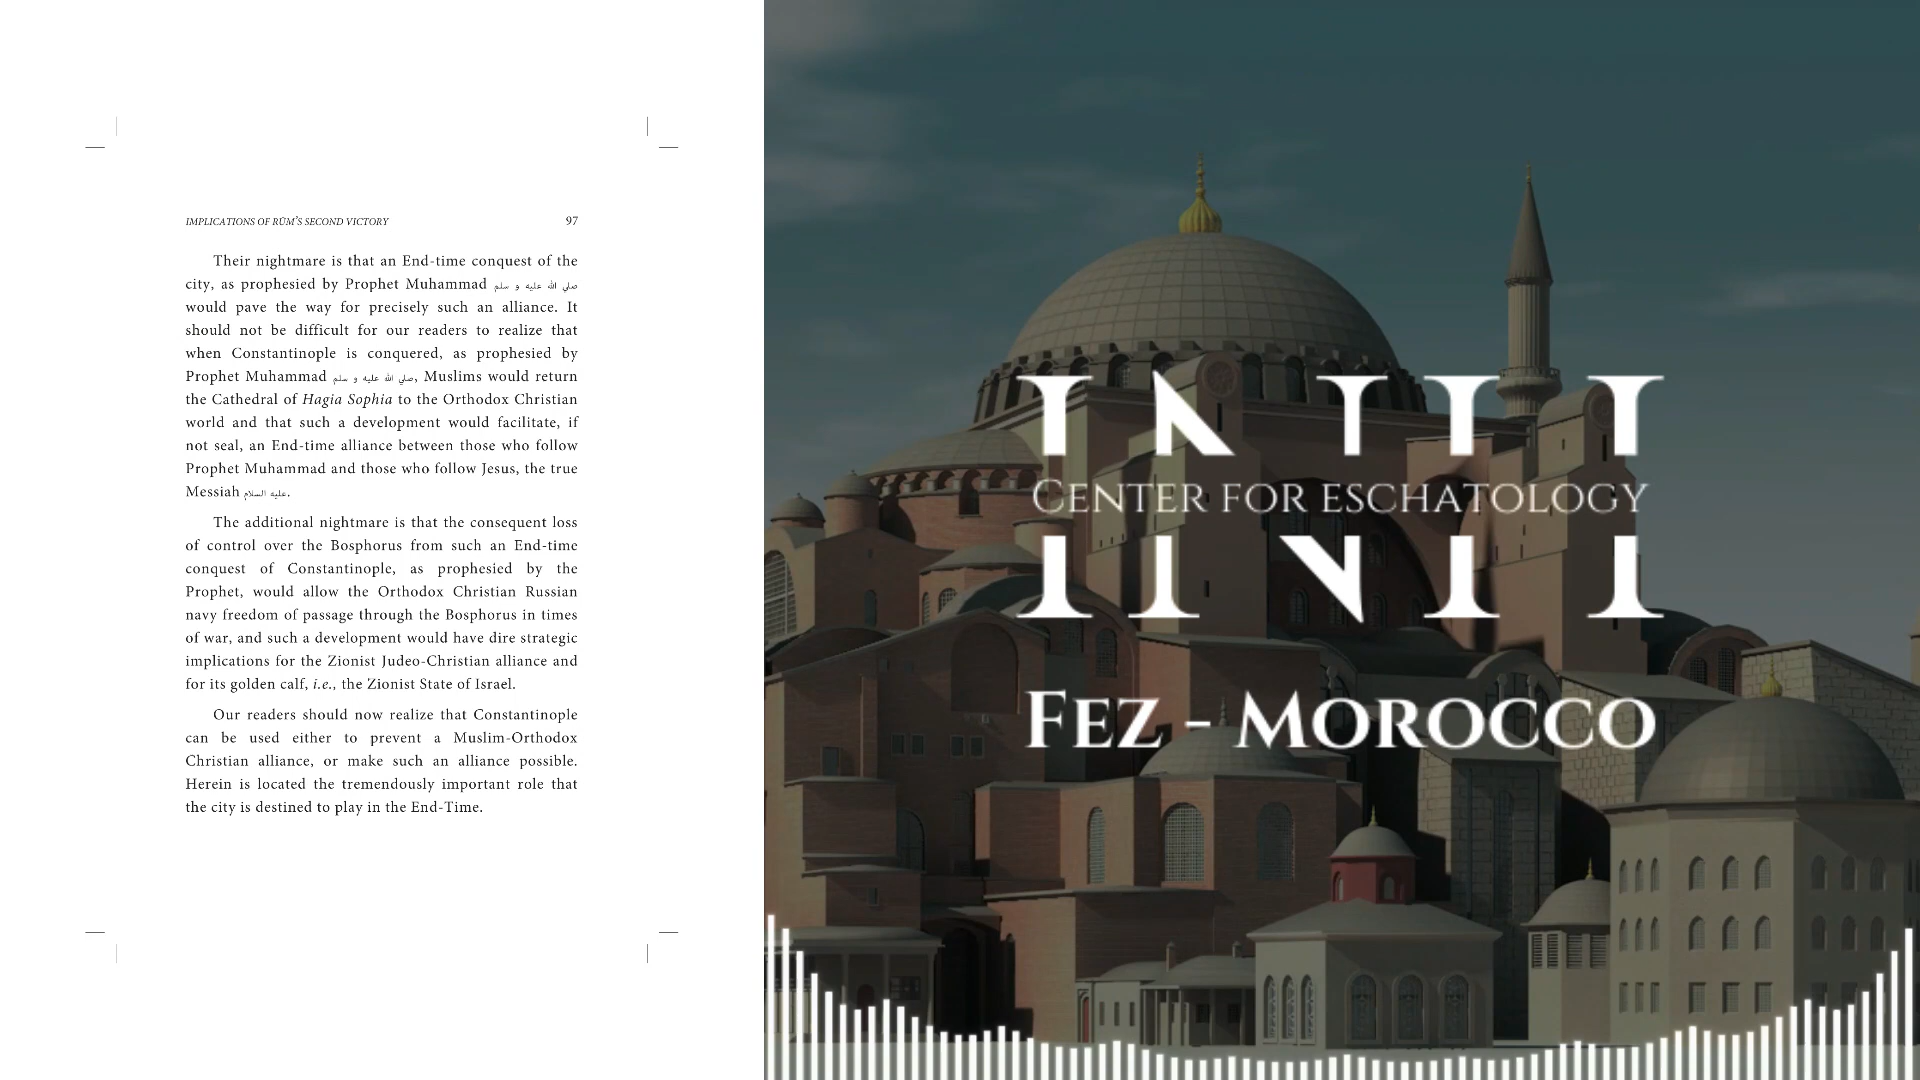 IMPLICATIONS OF RŪM'S SECOND VICTORY 97
Their nightmare is that an End-time conquest of the
city, as prophesied by Prophet Muhammad صلي الله عليه و سلم
would pave the way for precisely such an alliance. It
should not be difficult for our readers to realize that
when Constantinople is conquered, as prophesied by
Prophet Muhammad صلي الله عليه و سلم, Muslims would return
the Cathedral of Hagia Sophia to the Orthodox Christian
world and that such a development would facilitate, if
not seal, an End-time alliance between those who follow
Prophet Muhammad and those who follow Jesus, the true
Messiah عليه السلام.
The additional nightmare is that the consequent loss
of control over the Bosphorus from such an End-time
conquest of Constantinople, as prophesied by the
Prophet, would allow the Orthodox Christian Russian
navy freedom of passage through the Bosphorus in times
of war, and such a development would have dire strategic
implications for the Zionist Judeo-Christian alliance and
for its golden calf, i.e., the Zionist State of Israel.
Our readers should now realize that Constantinople
can be used either to prevent a Muslim-Orthodox
Christian alliance, or make such an alliance possible.
Herein is located the tremendously important role that
the city is destined to play in the End-Time.
CENTER FOR ESCHATOLOGY
FEZ - MOROCCO